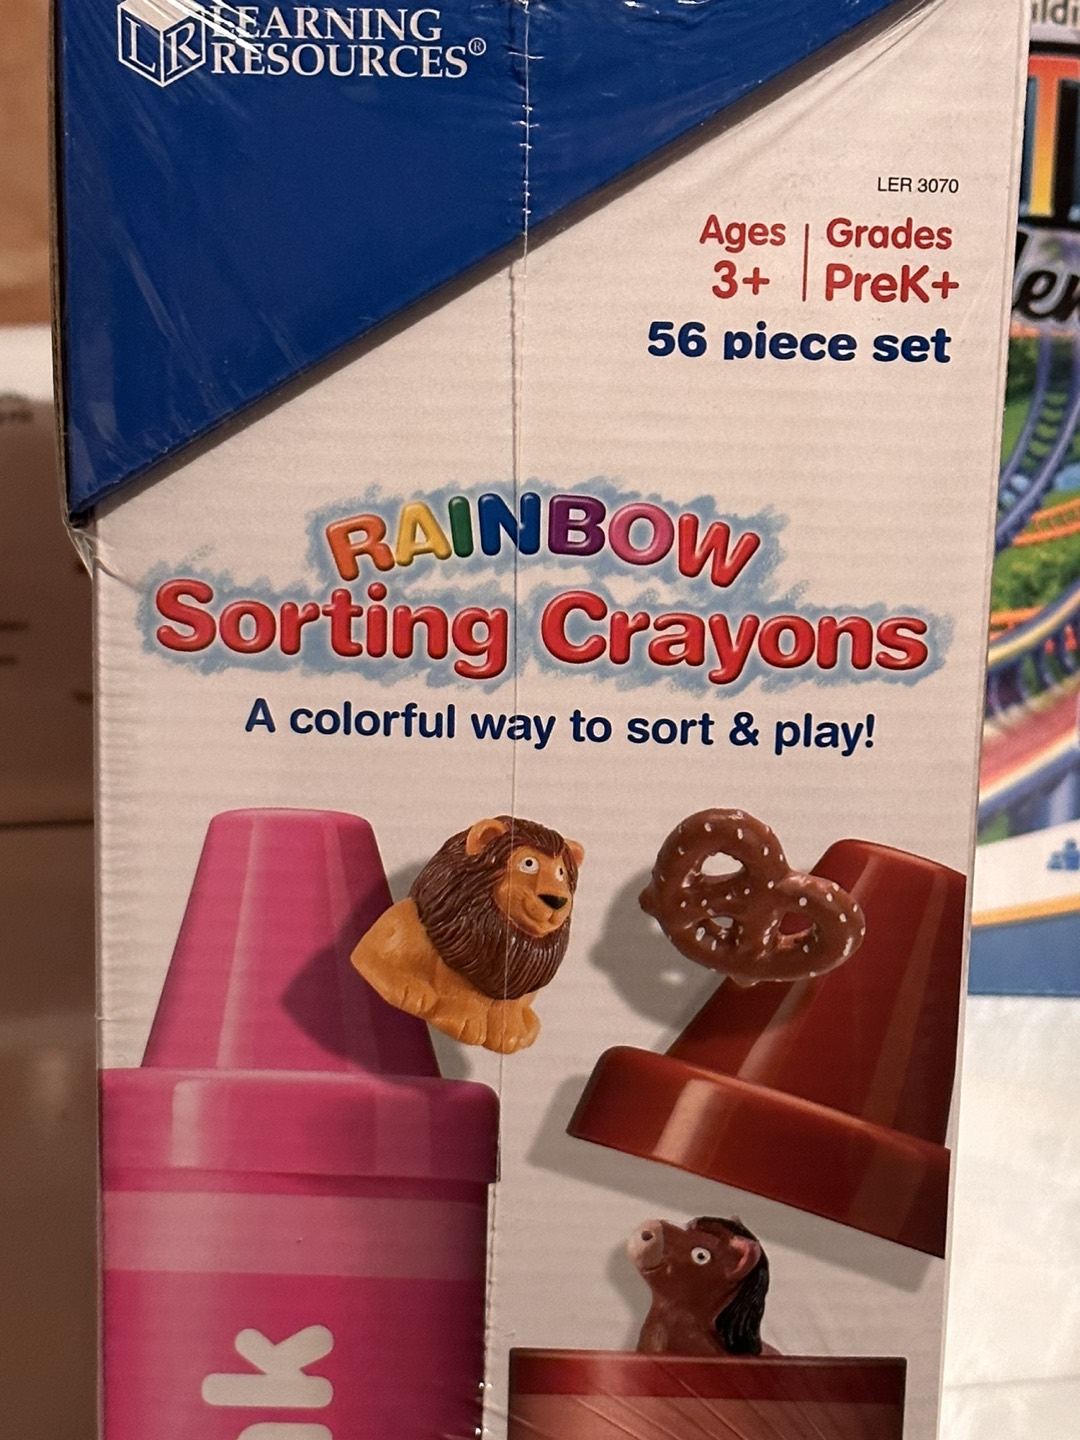 LEARNING
RESOURCES®
LR
LER 3070
Ages | Grades
3+ | PreK+
56 piece set
RAINBOW
Sorting Crayons
A colorful way to sort & play!